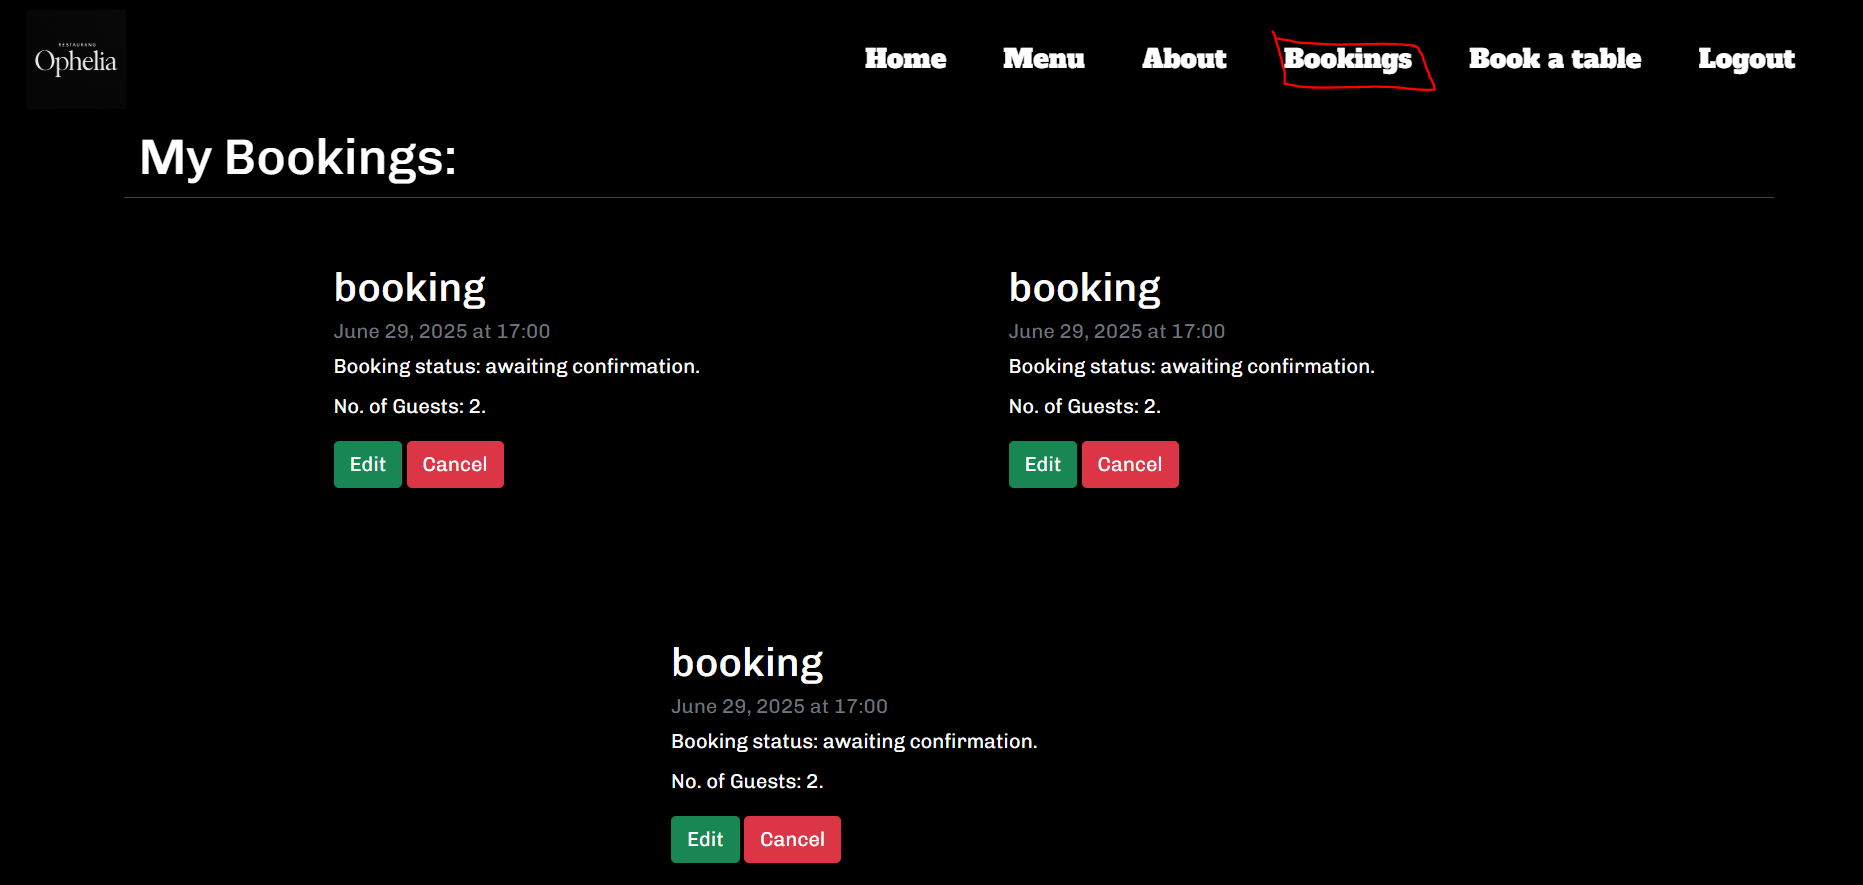 RESTAURANG
Ophelia
Home Menu About Bookings Book a table Logout
My Bookings:
booking
June 29, 2025 at 17:00
Booking status: awaiting confirmation.
No. of Guests: 2.
Edit Cancel
booking
June 29, 2025 at 17:00
Booking status: awaiting confirmation.
No. of Guests: 2.
Edit Cancel
booking
June 29, 2025 at 17:00
Booking status: awaiting confirmation.
No. of Guests: 2.
Edit Cancel